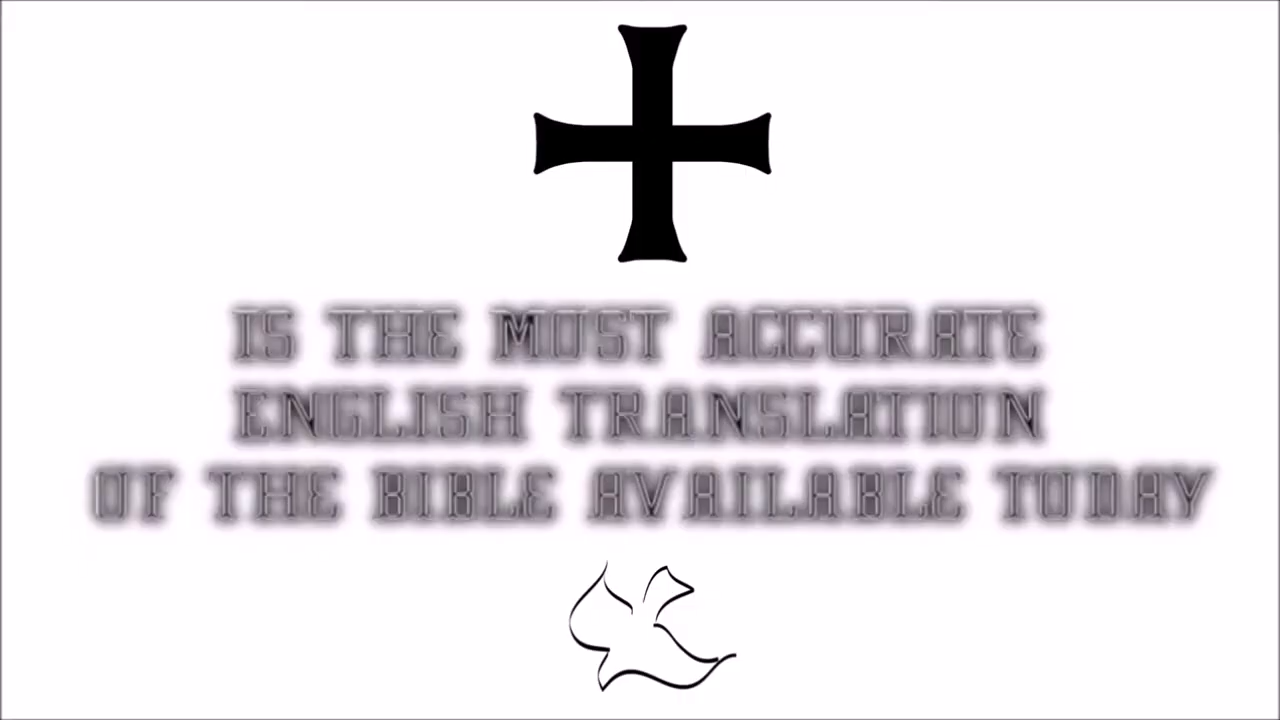 IS THE MOST ACCURATE
ENGLISH TRANSLATION
OF THE BIBLE AVAILABLE TODAY